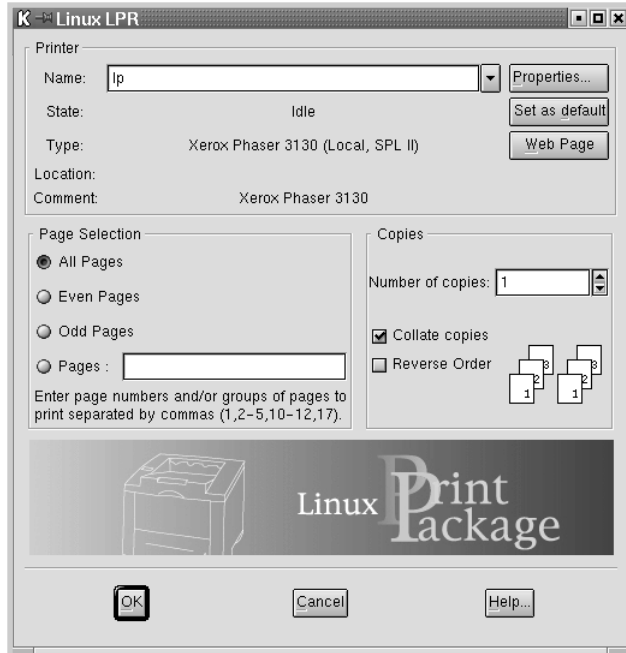 Linux LPR
Printer
Name: lp Properties...
State: Idle Set as default
Type: Xerox Phaser 3130 (Local, SPL II) Web Page
Location:
Comment: Xerox Phaser 3130
Page Selection
All Pages
Even Pages
Odd Pages
Pages :
Enter page numbers and/or groups of pages to
print separated by commas (1,2-5,10-12,17).
Copies
Number of copies: 1
Collate copies
Reverse Order
1 2 3 1 2 3
Linux Print
Package
OK Cancel Help...